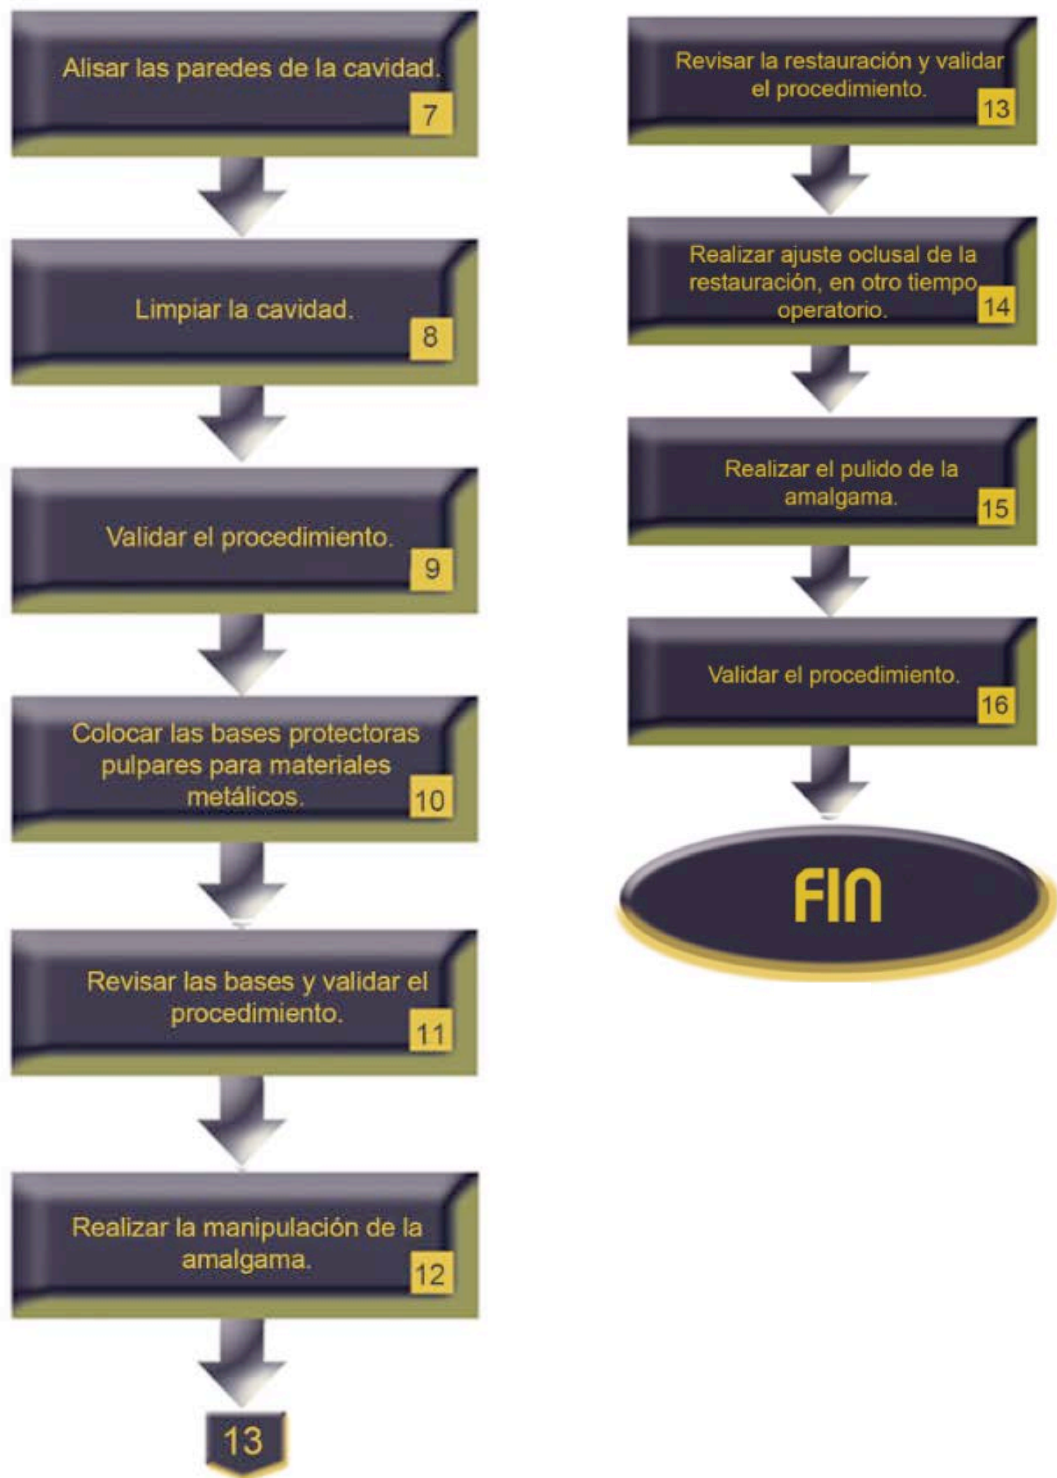 Alisar las paredes de la cavidad.
7
Limpiar la cavidad.
8
Validar el procedimiento.
9
Colocar las bases protectoras
pulpares para materiales
metálicos.
10
Revisar las bases y validar el
procedimiento.
11
Realizar la manipulación de la
amalgama.
12
13
Revisar la restauración y validar
el procedimiento.
13
Realizar ajuste oclusal de la
restauración, en otro tiempo
operatorio.
14
Realizar el pulido de la
amalgama.
15
Validar el procedimiento.
16
FIN